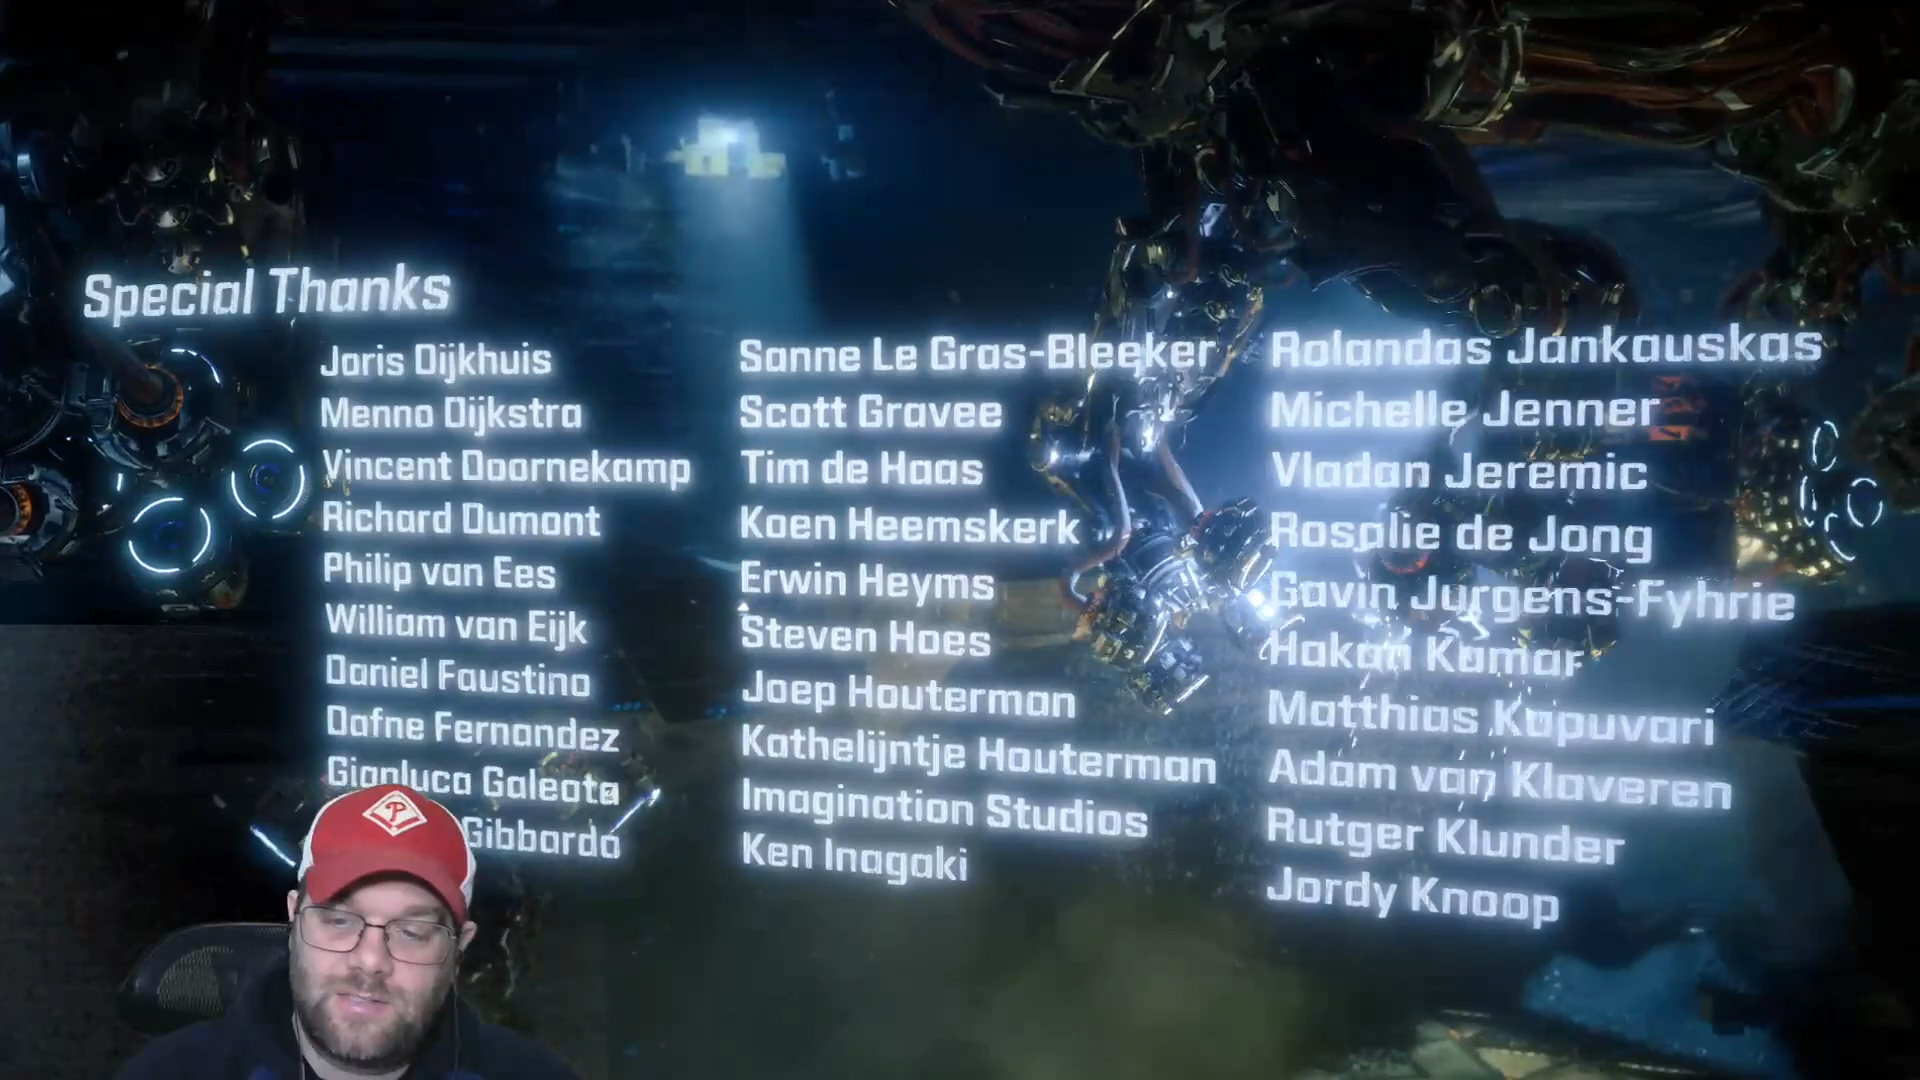 Special Thanks
Joris Dijkhuis
Menno Dijkstra
Vincent Doornekamp
Richard Dumont
Philip van Ees
William van Eijk
Daniel Faustino
Dafne Fernandez
Gianluca Galeota
Gibbardo
Sanne Le Gras-Bleeker
Scott Gravee
Tim de Haas
Koen Heemskerk
Erwin Heyms
Steven Hoes
Joep Houterman
Kathelijntje Houterman
Imagination Studios
Ken Inagaki
Rolandas Jankauskas
Michelle Jenner
Vladan Jeremic
Rosalie de Jong
Gavin Jurgens-Fyhrie
Hakan Kamar
Matthias Kapuvari
Adam van Klaveren
Rutger Klunder
Jordy Knoop
P